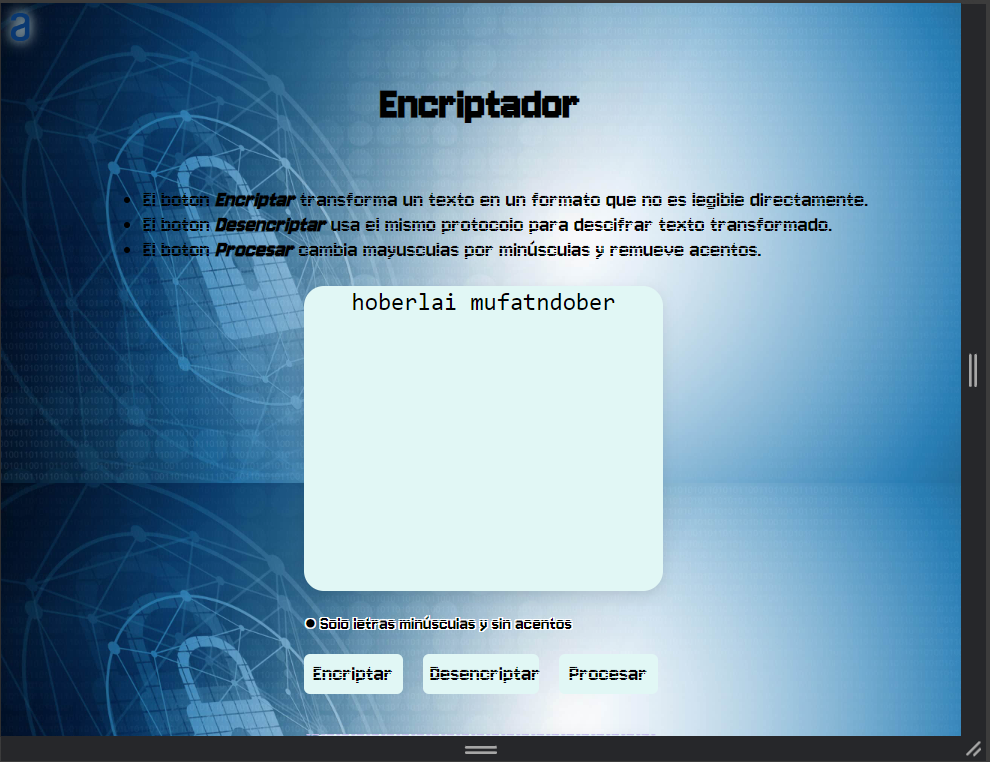 a
Encriptador
• El boton Encriptar transforma un texto en un formato que no es legible directamente.
• El boton Desencriptar usa el mismo protocolo para descifrar texto transformado.
• El boton Procesar cambia mayusculas por minúsculas y remueve acentos.
hoberlai mufatndober
● Solo letras minúsculas y sin acentos
Encriptar Desencriptar Procesar